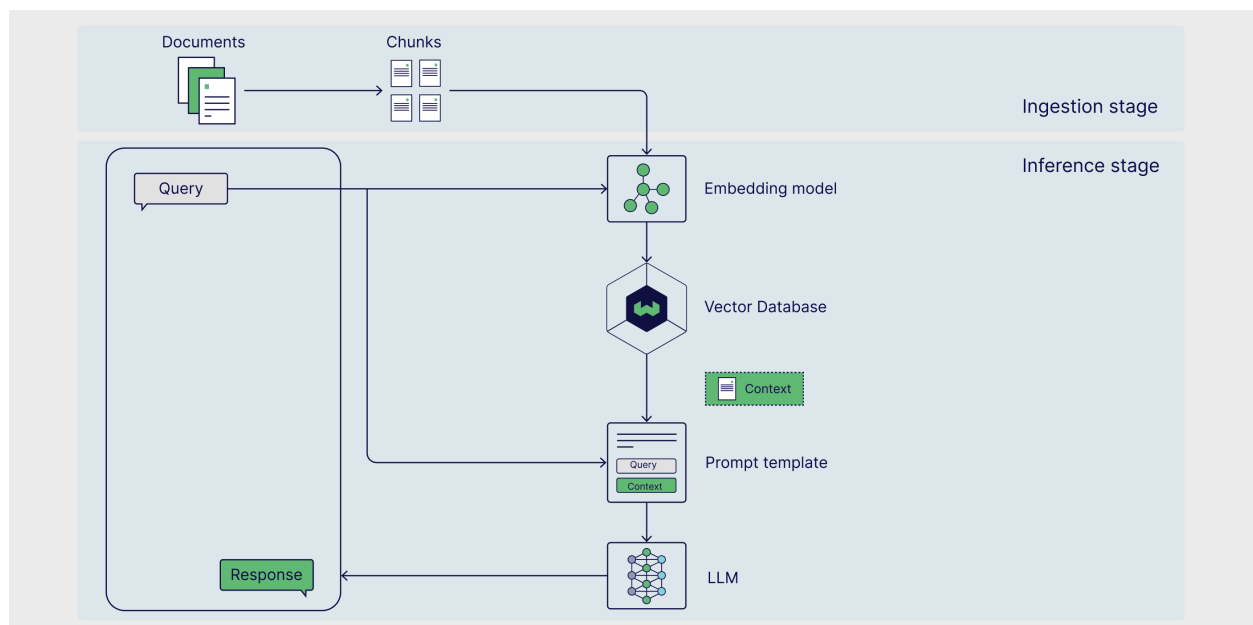 Documents
Chunks
Ingestion stage
Inference stage
Query
Embedding model
Vector Database
Context
Query
Context
Prompt template
Response
LLM